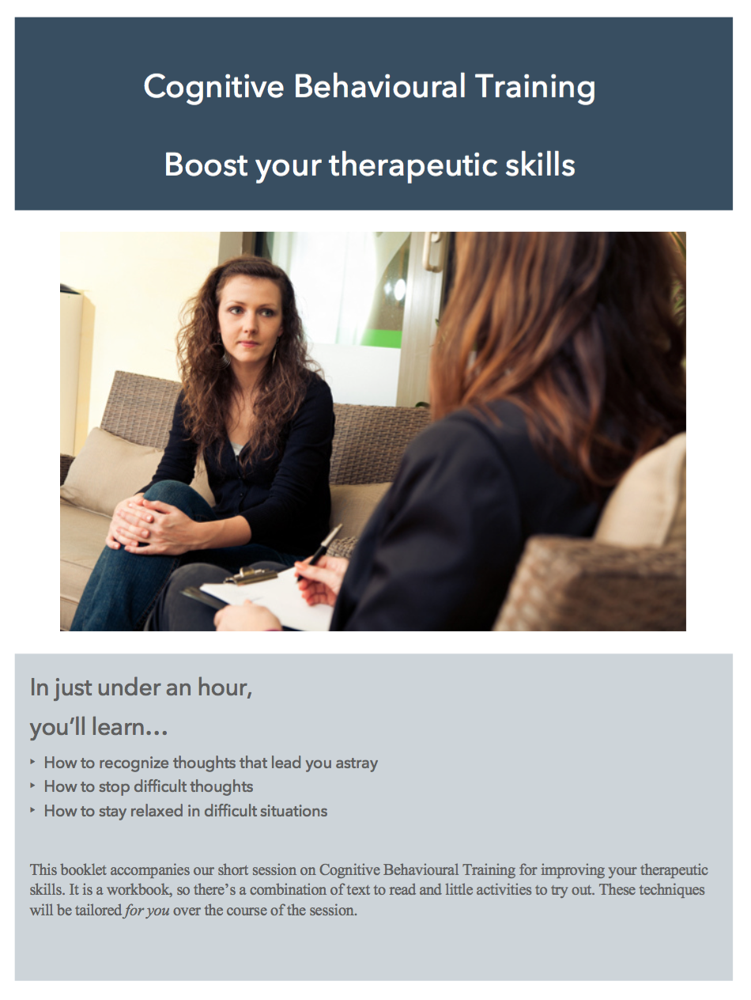 Cognitive Behavioural Training
Boost your therapeutic skills
In just under an hour,
you’ll learn…
‣ How to recognize thoughts that lead you astray
‣ How to stop difficult thoughts
‣ How to stay relaxed in difficult situations
This booklet accompanies our short session on Cognitive Behavioural Training for improving your therapeutic
skills. It is a workbook, so there’s a combination of text to read and little activities to try out. These techniques
will be tailored for you over the course of the session.